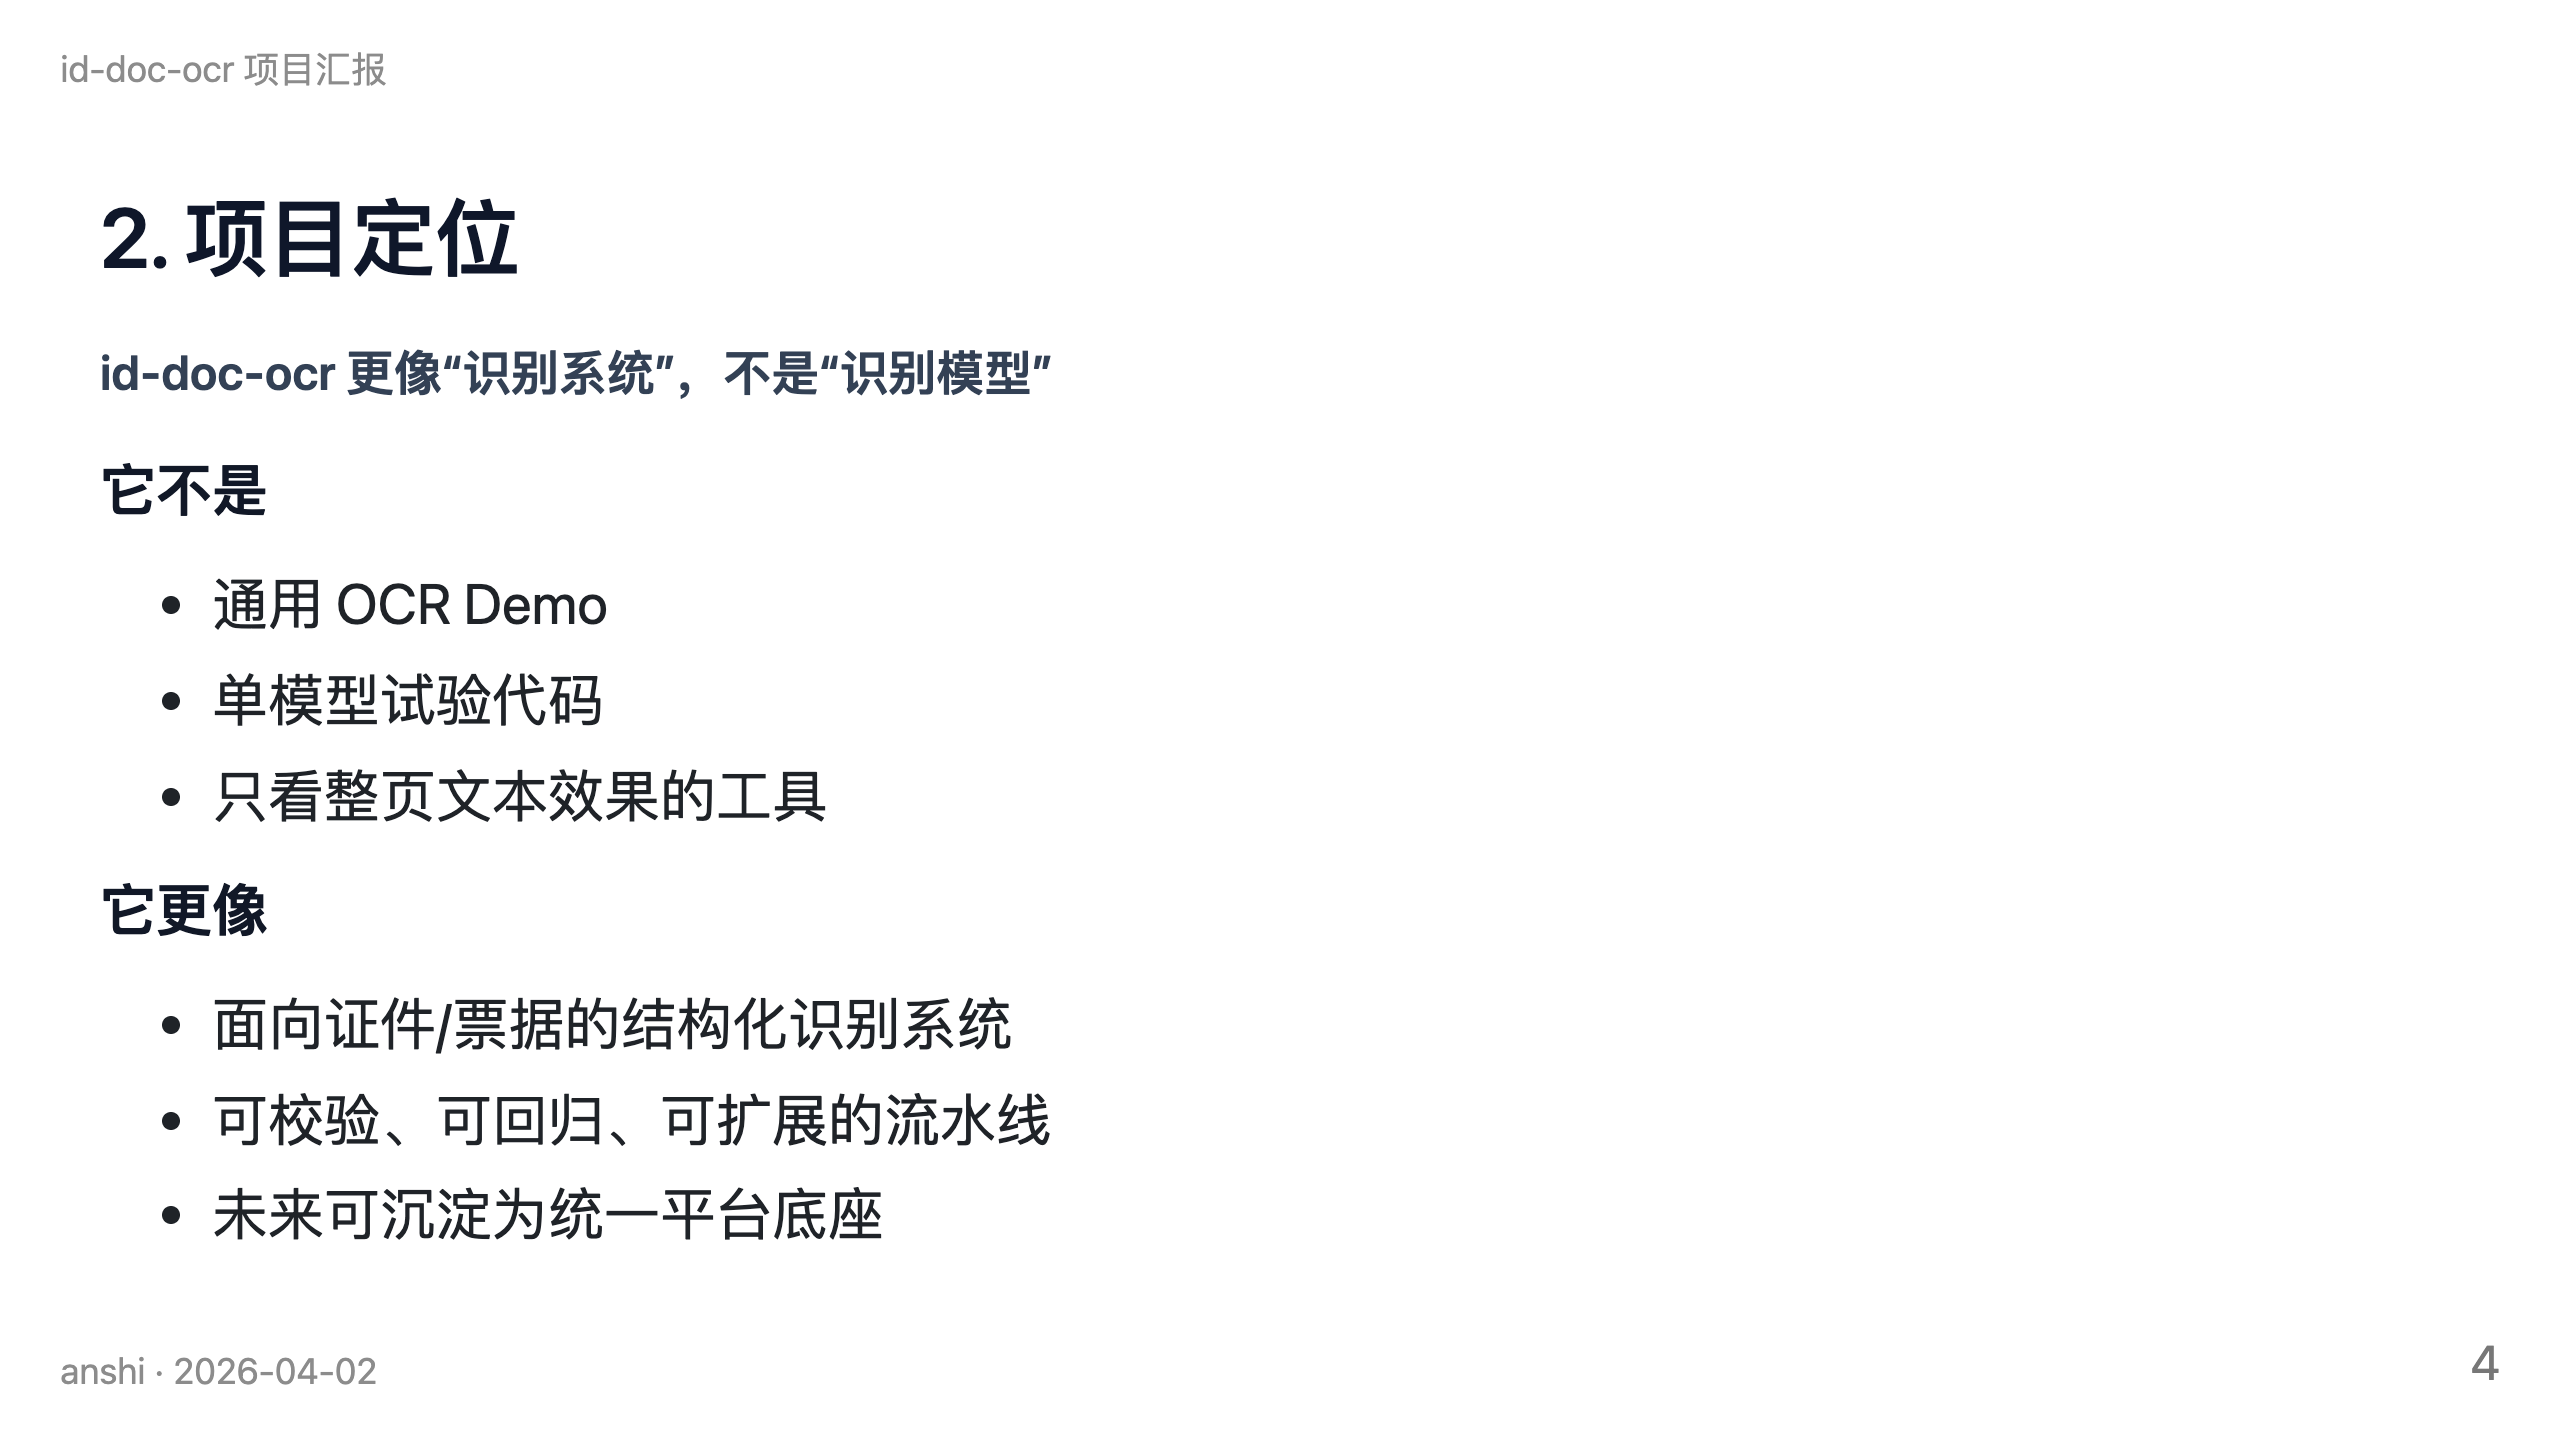 id-doc-ocr 项目汇报
2. 项目定位
id-doc-ocr 更像“识别系统”，不是“识别模型”
它不是
• 通用 OCR Demo
• 单模型试验代码
• 只看整页文本效果的工具
它更像
• 面向证件/票据的结构化识别系统
• 可校验、可回归、可扩展的流水线
• 未来可沉淀为统一平台底座
anshi · 2026-04-02
4